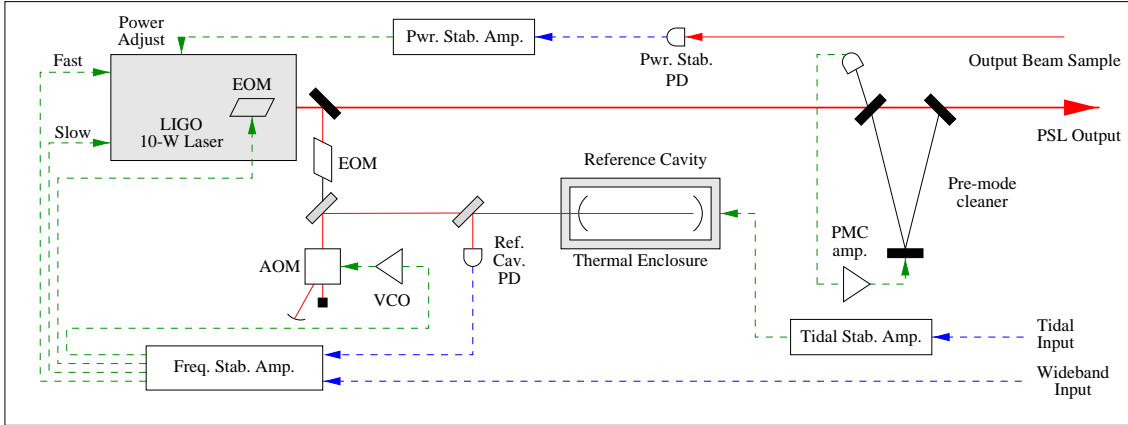 Power
Adjust
Pwr. Stab. Amp.
Pwr. Stab.
PD
Output Beam Sample
Fast
EOM
LIGO
10-W Laser
PSL Output
Slow
EOM
Reference Cavity
Pre-mode
cleaner
Ref.
Cav.
PD
PMC
amp.
AOM
VCO
Thermal Enclosure
Tidal Stab. Amp.
Tidal
Input
Freq. Stab. Amp.
Wideband
Input